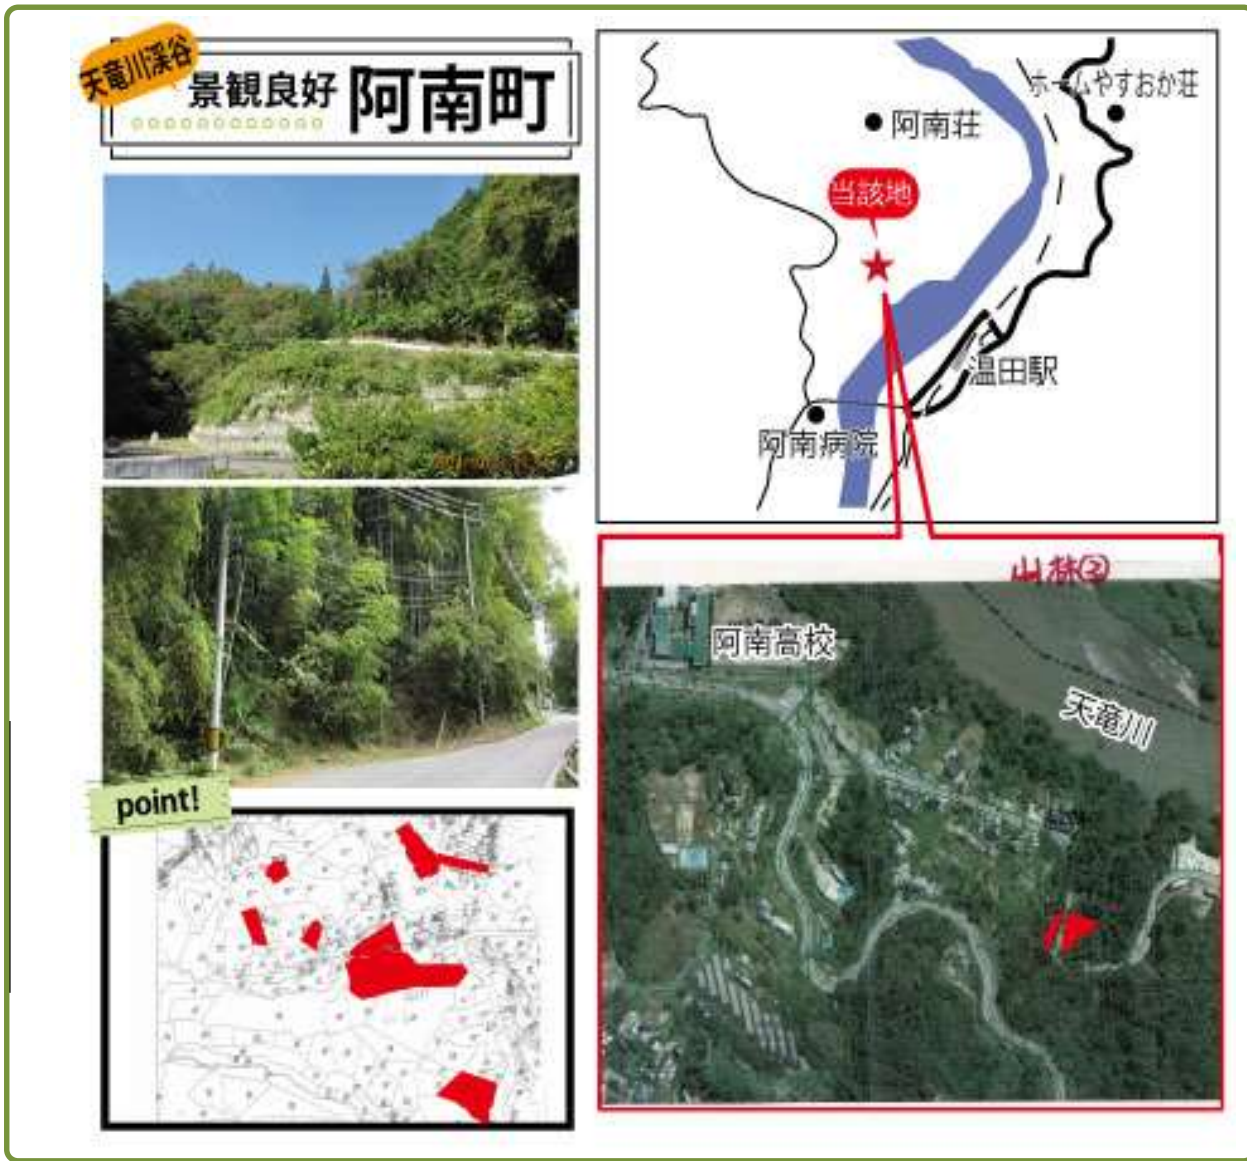 天竜川渓谷
景観良好
阿南町
ホームやすおか荘
阿南荘
当該地
温田駅
阿南病院
山林③
阿南高校
天竜川
point!